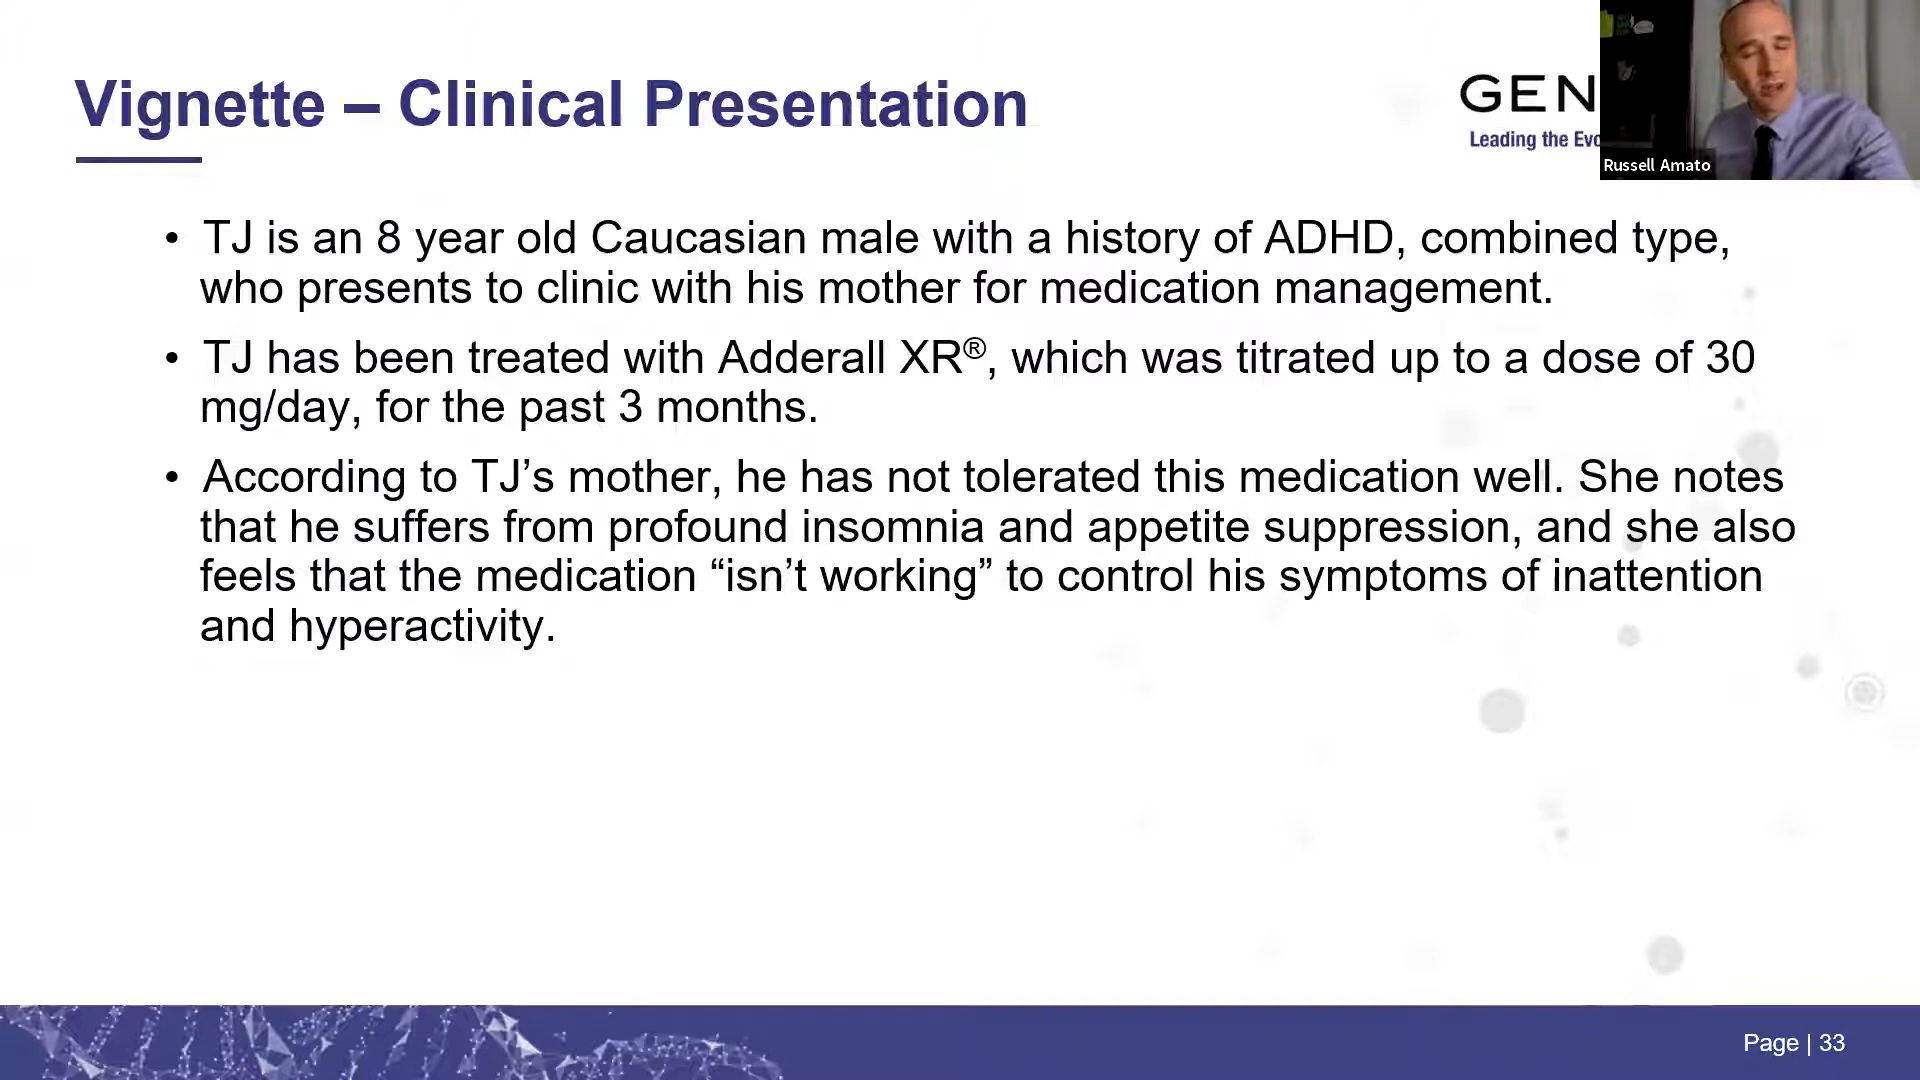 Vignette – Clinical Presentation
GEN
Leading the Evo
Russell Amato
• TJ is an 8 year old Caucasian male with a history of ADHD, combined type,
who presents to clinic with his mother for medication management.
• TJ has been treated with Adderall XR®, which was titrated up to a dose of 30
mg/day, for the past 3 months.
• According to TJ’s mother, he has not tolerated this medication well. She notes
that he suffers from profound insomnia and appetite suppression, and she also
feels that the medication “isn’t working” to control his symptoms of inattention
and hyperactivity.
Page | 33